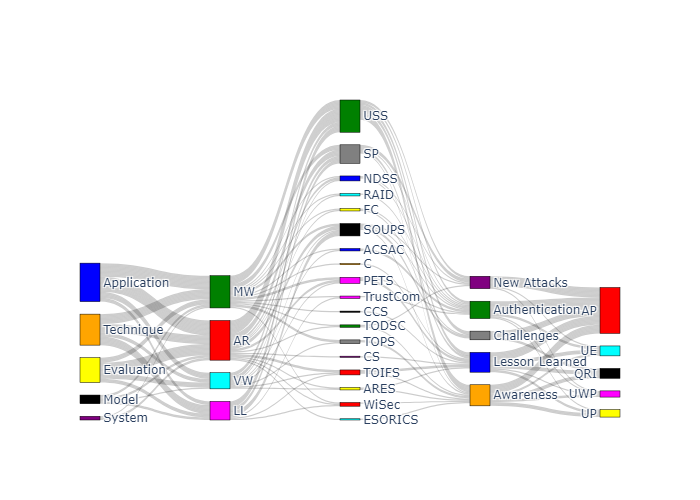 Application
Technique
Evaluation
Model
System
MW
AR
VW
LL
USS
SP
NDSS
RAID
FC
SOUPS
ACSAC
C
PETS
TrustCom
CCS
TODSC
TOPS
CS
TOIFS
ARES
WiSec
ESORICS
New Attacks
Authentication
Challenges
Lesson Learned
Awareness
AP
UE
QRI
UWP
UP